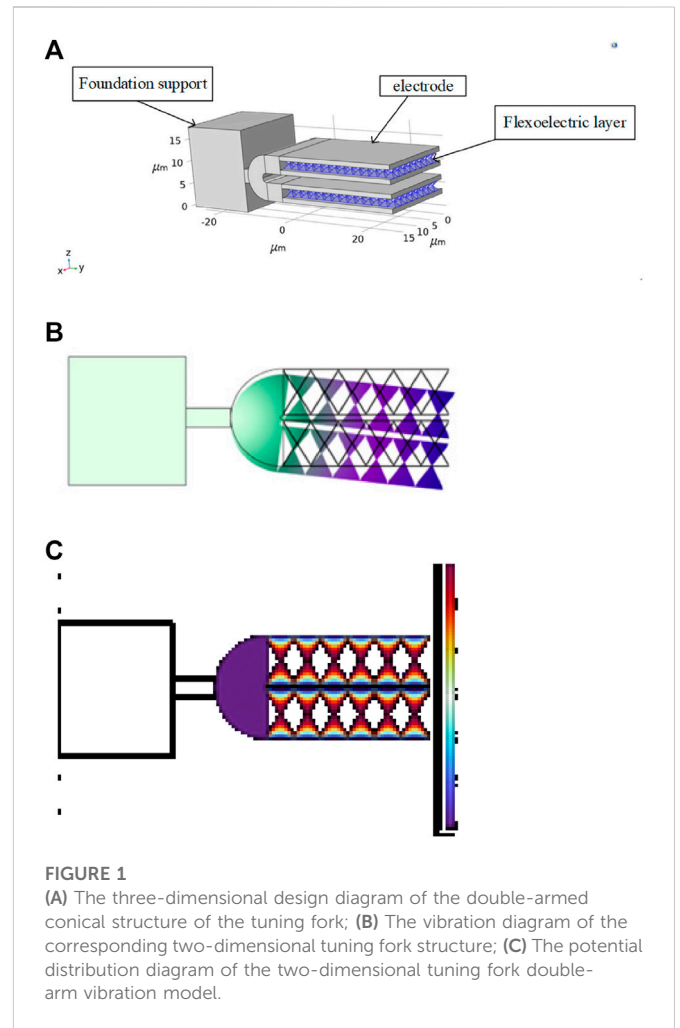 A
Foundation support
electrode
Flexoelectric layer
15
10
5
0
μm
-20
0
20
μm
15
10
5
0
μm
z
x
y
B
C
FIGURE 1
(A) The three-dimensional design diagram of the double-armed
conical structure of the tuning fork; (B) The vibration diagram of the
corresponding two-dimensional tuning fork structure; (C) The potential
distribution diagram of the two-dimensional tuning fork double-
arm vibration model.